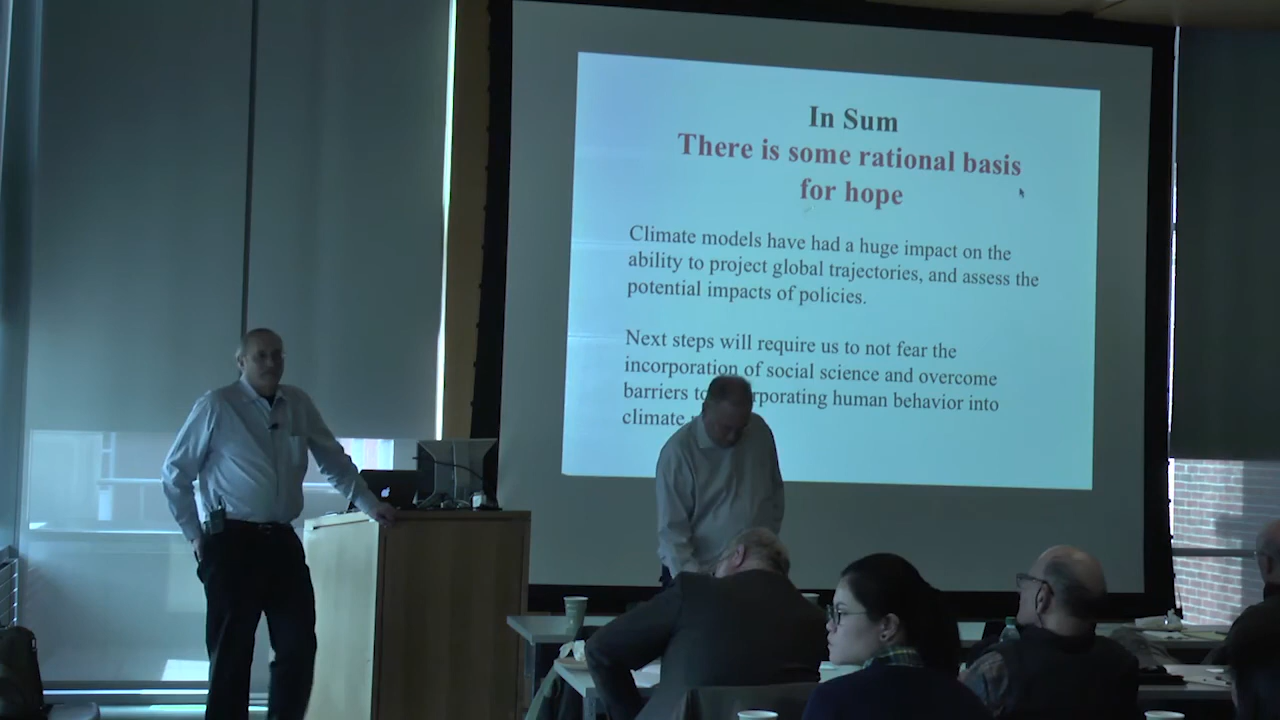 In Sum
There is some rational basis
for hope
Climate models have had a huge impact on the
ability to project global trajectories, and assess the
potential impacts of policies.
Next steps will require us to not fear the
incorporation of social science and overcome
barriers human behavior into
climate